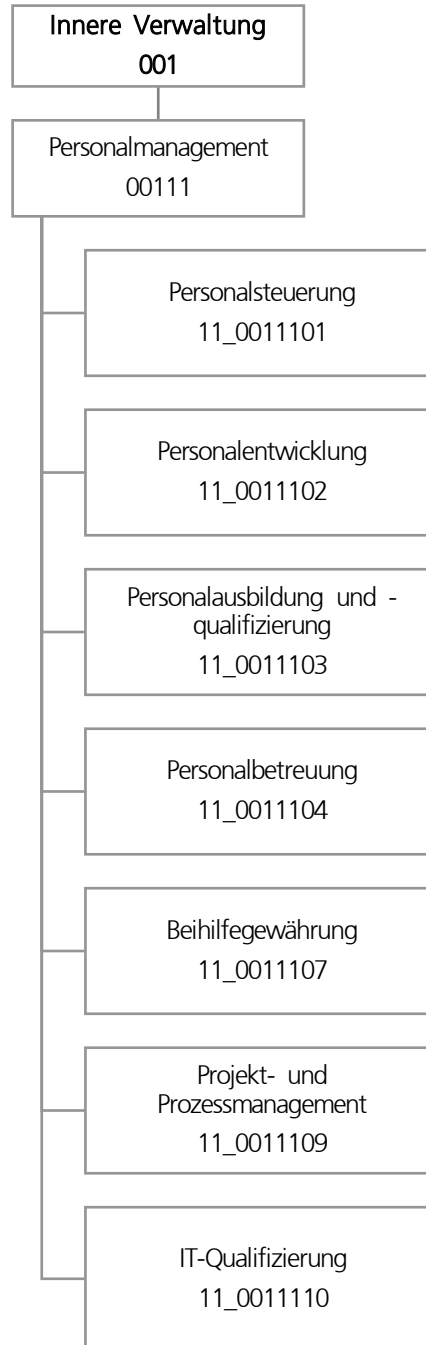 Innere Verwaltung
001
Personalmanagement
00111
Personalsteuerung
11_0011101
Personalentwicklung
11_0011102
Personalausbildung und -
qualifizierung
11_0011103
Personalbetreuung
11_0011104
Beihilfegewährung
11_0011107
Projekt- und
Prozessmanagement
11_0011109
IT-Qualifizierung
11_0011110